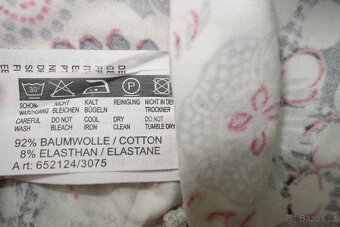 30°
P
SCHON- NICHT KALT REINIGUNG NICHT IN DEN
WASCHGANG BLEICHEN BÜGELN TROCKNER
CAREFUL DO NOT COOL DRY DO NOT
WASH BLEACH IRON CLEAN TUMBLE DRY
92% BAUMWOLLE / COTTON
8% ELASTHAN / ELASTANE
Art: 652124/3075